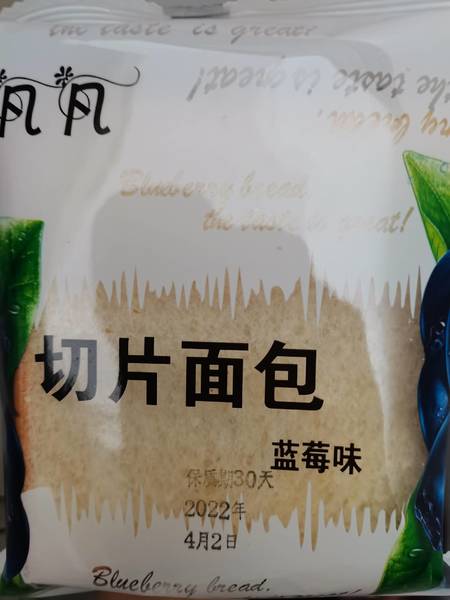 the taste is great!
the taste is great!
凡凡
Blueberry bread,
the taste is great!
切片面包
蓝莓味
保质期30天
2022年
4月2日
Blueberry bread.